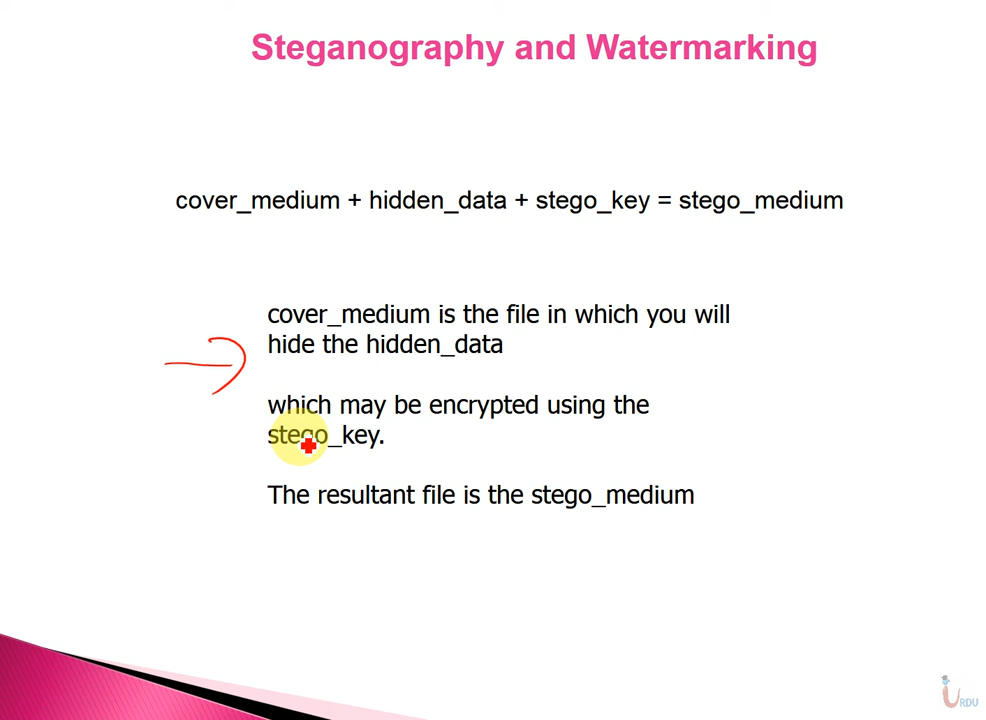 Steganography and Watermarking
cover_medium + hidden_data + stego_key = stego_medium
cover_medium is the file in which you will
hide the hidden_data
which may be encrypted using the
stego_key.
The resultant file is the stego_medium
URDU